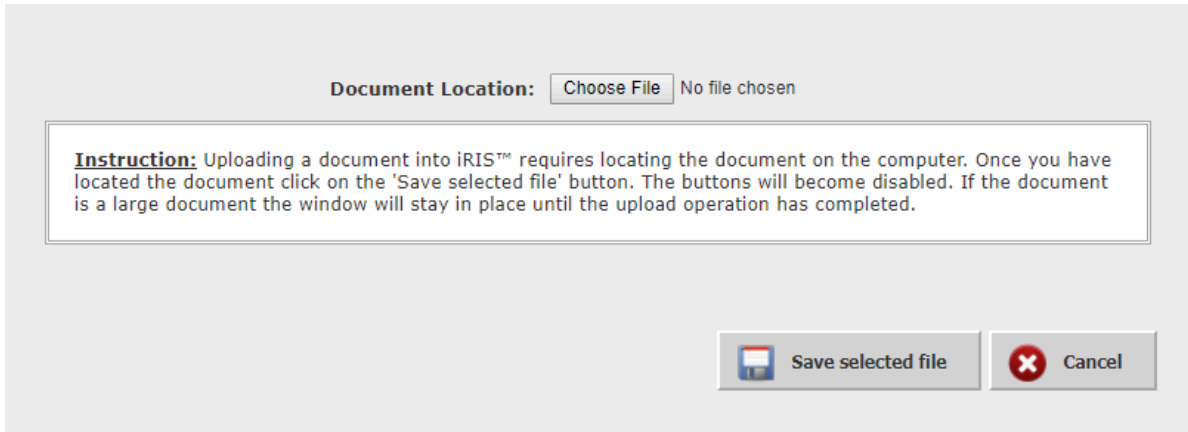 Document Location: Choose File No file chosen
Instruction: Uploading a document into iRIS™ requires locating the document on the computer. Once you have
located the document click on the 'Save selected file' button. The buttons will become disabled. If the document
is a large document the window will stay in place until the upload operation has completed.
Save selected file Cancel